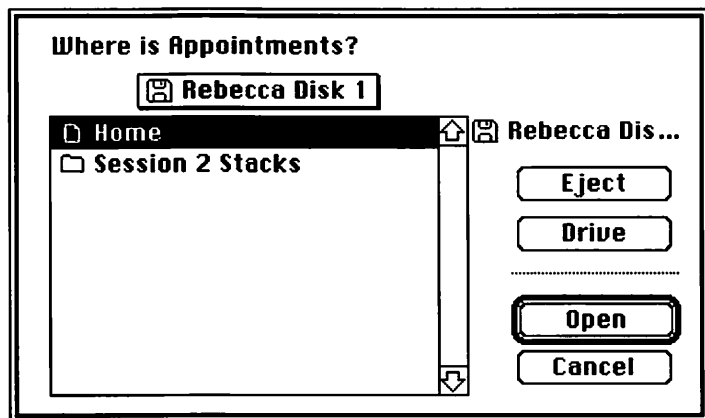 Where is Appointments?
Rebecca Disk 1
Home
Session 2 Stacks
Rebecca Dis...
Eject
Drive
Open
Cancel